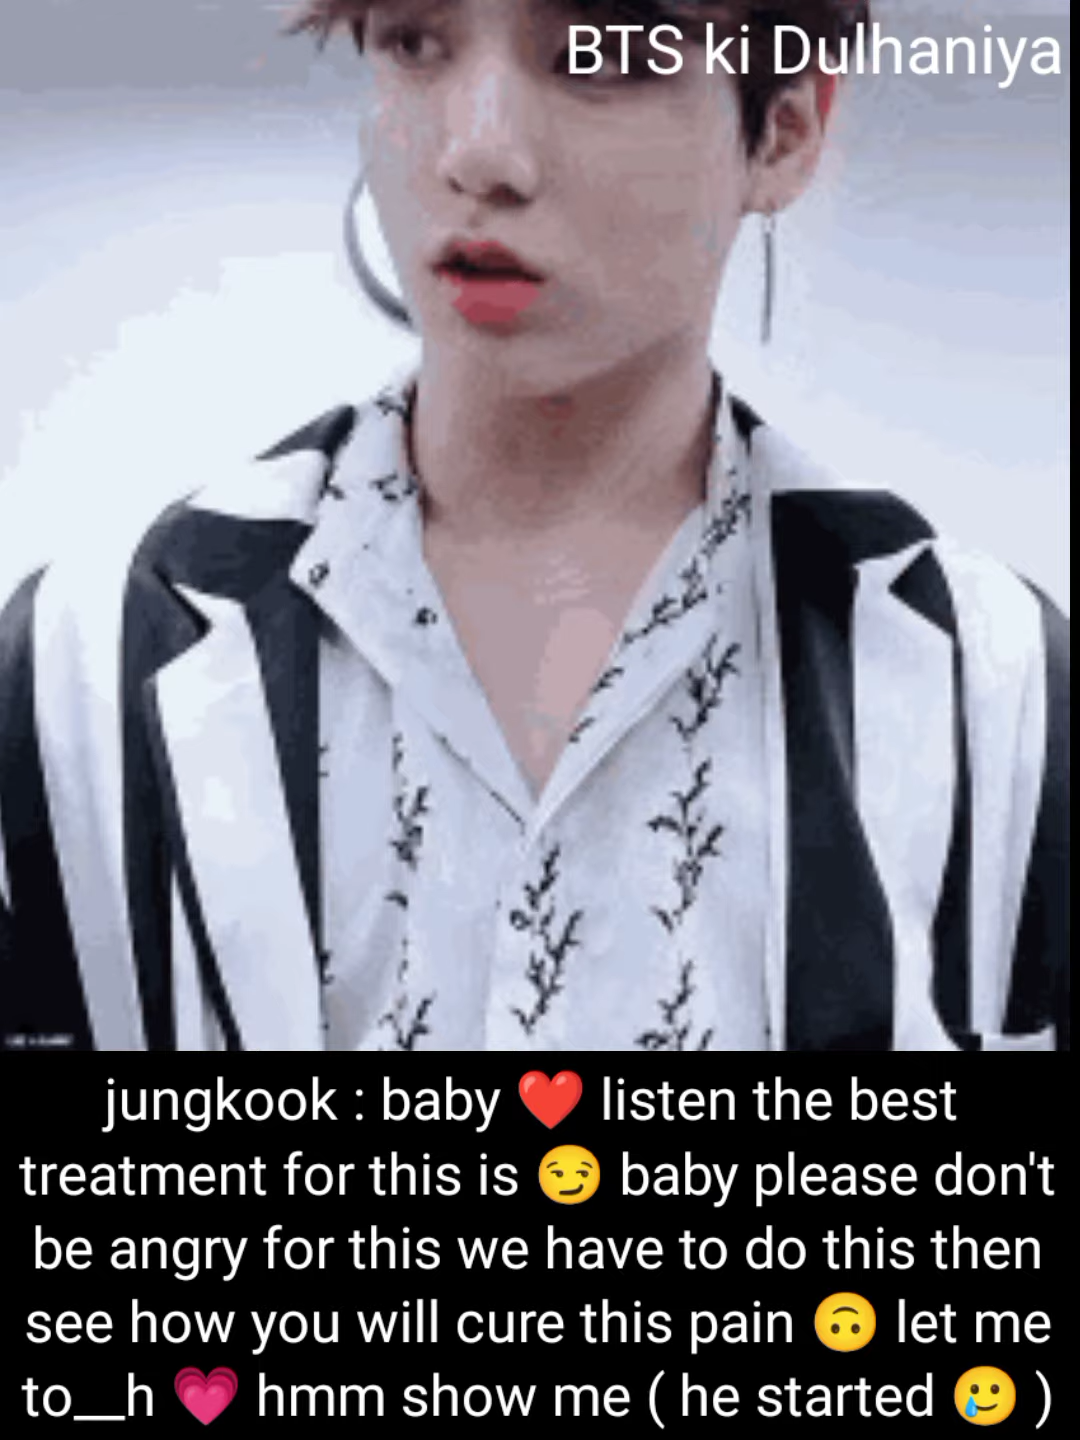 BTS ki Dulhaniya
jungkook : baby ❤️ listen the best
treatment for this is 😏 baby please don't
be angry for this we have to do this then
see how you will cure this pain 🙃 let me
to__h 💗 hmm show me ( he started 🥲 )